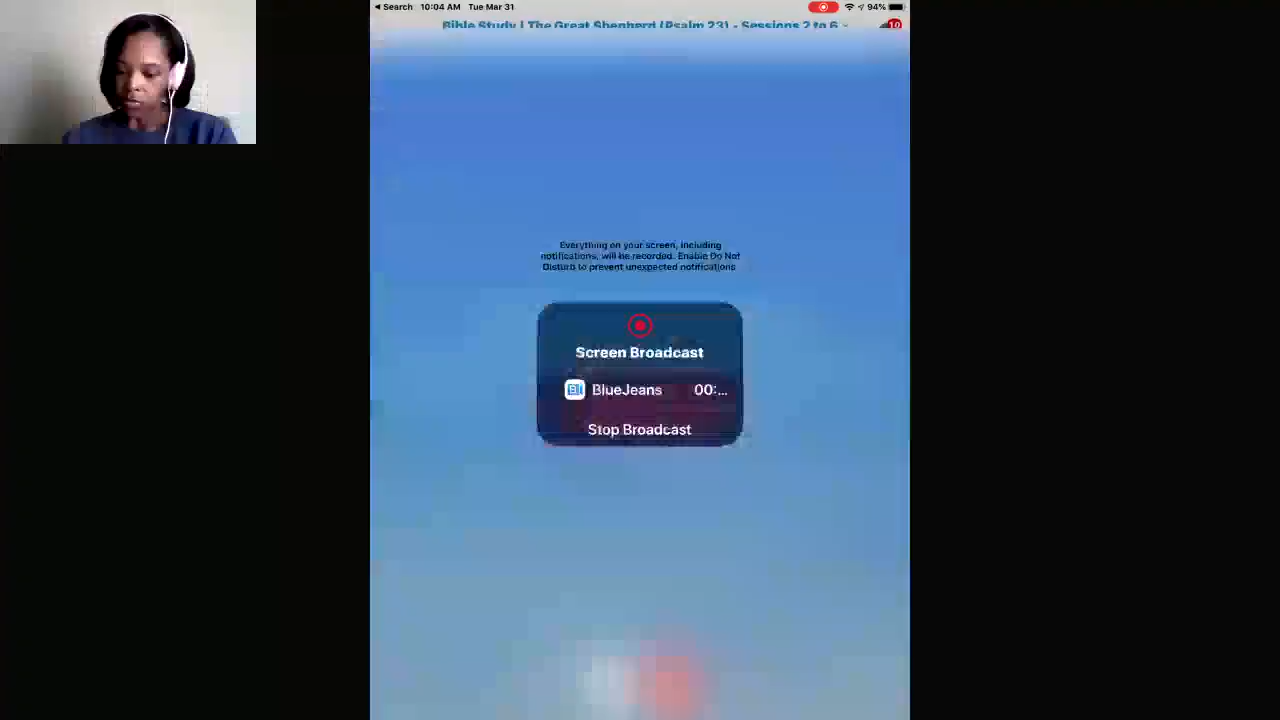 Search 10:04 AM Tue Mar 31 94%
Bible Study | The Great Shepherd (Psalm 23) - Sessions 2 to 6 10
Everything on your screen, including
notifications, will be recorded. Enable Do Not
Disturb to prevent unexpected notifications
Screen Broadcast
BlueJeans 00:...
Stop Broadcast